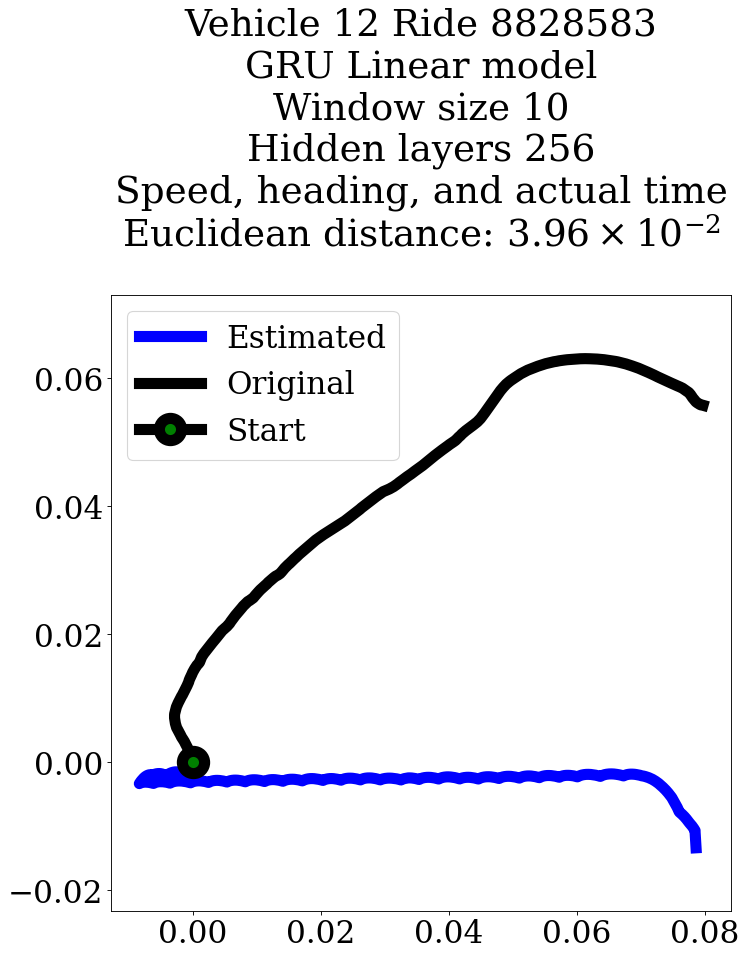 Vehicle 12 Ride 8828583
GRU Linear model
Window size 10
Hidden layers 256
Speed, heading, and actual time
Euclidean distance: 3.96 × 10⁻²
Estimated
Original
Start
0.06
0.04
0.02
0.00
−0.02
0.00 0.02 0.04 0.06 0.08